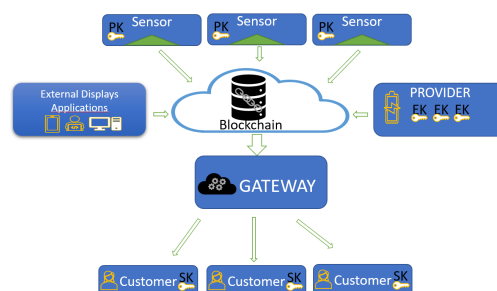 Sensor
PK
Sensor
PK
Sensor
PK
External Displays
Applications
Blockchain
PROVIDER
EK EK EK
GATEWAY
Customer SK
Customer SK
Customer SK